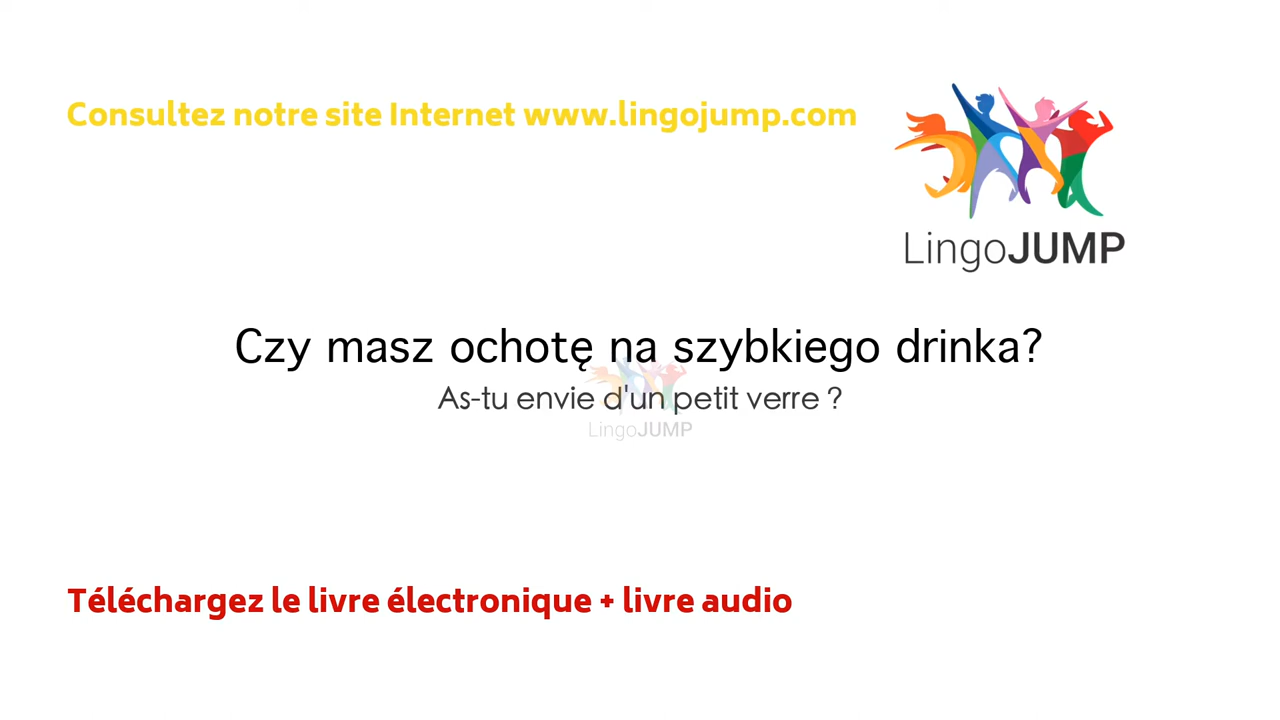 Consultez notre site Internet www.lingojump.com
LingoJUMP
Czy masz ochotę na szybkiego drinka?
As-tu envie d'un petit verre ?
LingoJUMP
Téléchargez le livre électronique + livre audio